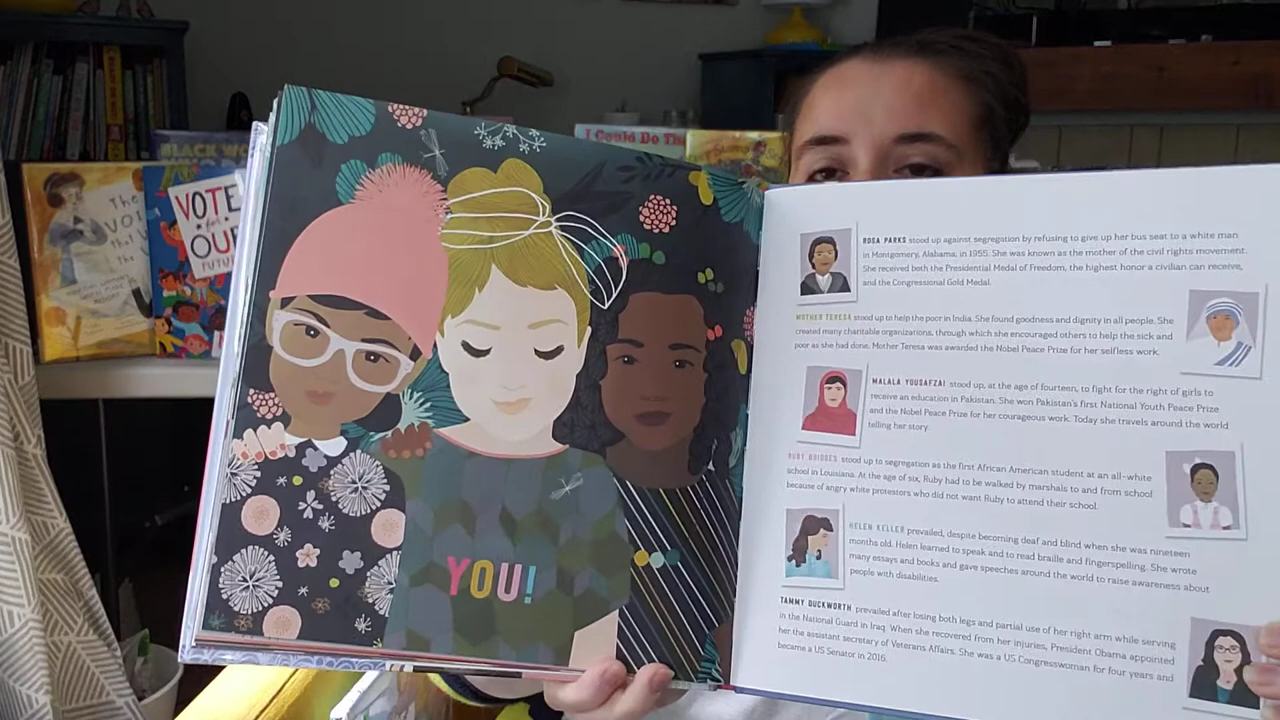 I Could Do Tha
BLACK WO
The
VOI
that
VOTE
for
OUR
FUTU
YOU!
ROSA PARKS stood up against segregation by refusing to give up her bus seat to a white man
in Montgomery, Alabama, in 1955. She was known as the mother of the civil rights movement.
She received both the Presidential Medal of Freedom, the highest honor a civilian can receive,
and the Congressional Gold Medal.
MOTHER TERESA stood up to help the poor in India. She found goodness and dignity in all people. She
created many charitable organizations, through which she encouraged others to help the sick and
poor as she had done. Mother Teresa was awarded the Nobel Peace Prize for her selfless work.
MALALA YOUSAFZAI stood up, at the age of fourteen, to fight for the right of girls to
receive an education in Pakistan. She won Pakistan's first National Youth Peace Prize
and the Nobel Peace Prize for her courageous work. Today she travels around the world
telling her story.
RUBY BRIDGES stood up to segregation as the first African American student at an all-white
school in Louisiana. At the age of six, Ruby had to be walked by marshals to and from school
because of angry white protestors who did not want Ruby to attend their school.
HELEN KELLER prevailed, despite becoming deaf and blind when she was nineteen
months old. Helen learned to speak and to read braille and fingerspelling. She wrote
many essays and books and gave speeches around the world to raise awareness about
people with disabilities.
TAMMY DUCKWORTH prevailed after losing both legs and partial use of her right arm while serving
in the National Guard in Iraq. When she recovered from her injuries, President Obama appointed
her the assistant secretary of Veterans Affairs. She was a US Congresswoman for four years and
became a US Senator in 2016.